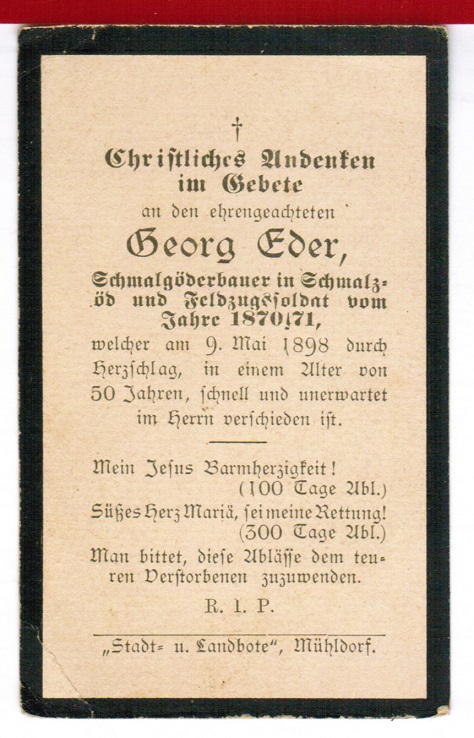 †
Christliches Andenken
im Gebete
an den ehrengeachteten
Georg Eder,
Schmalgöderbauer in Schmalz-
öd und Feldzugssoldat vom
Jahre 1870/71,
welcher am 9. Mai 1898 durch
Herzschlag, in einem Alter von
50 Jahren, schnell und unerwartet
im Herrn verschieden ist.
Mein Jesus Barmherzigkeit!
(100 Tage Abl.)
Süßes Herz Mariä, sei meine Rettung!
(300 Tage Abl.)
Man bittet, diese Ablässe dem teu-
ren Verstorbenen zuzuwenden.
R. I. P.
„Stadt- u. Landbote“, Mühldorf.